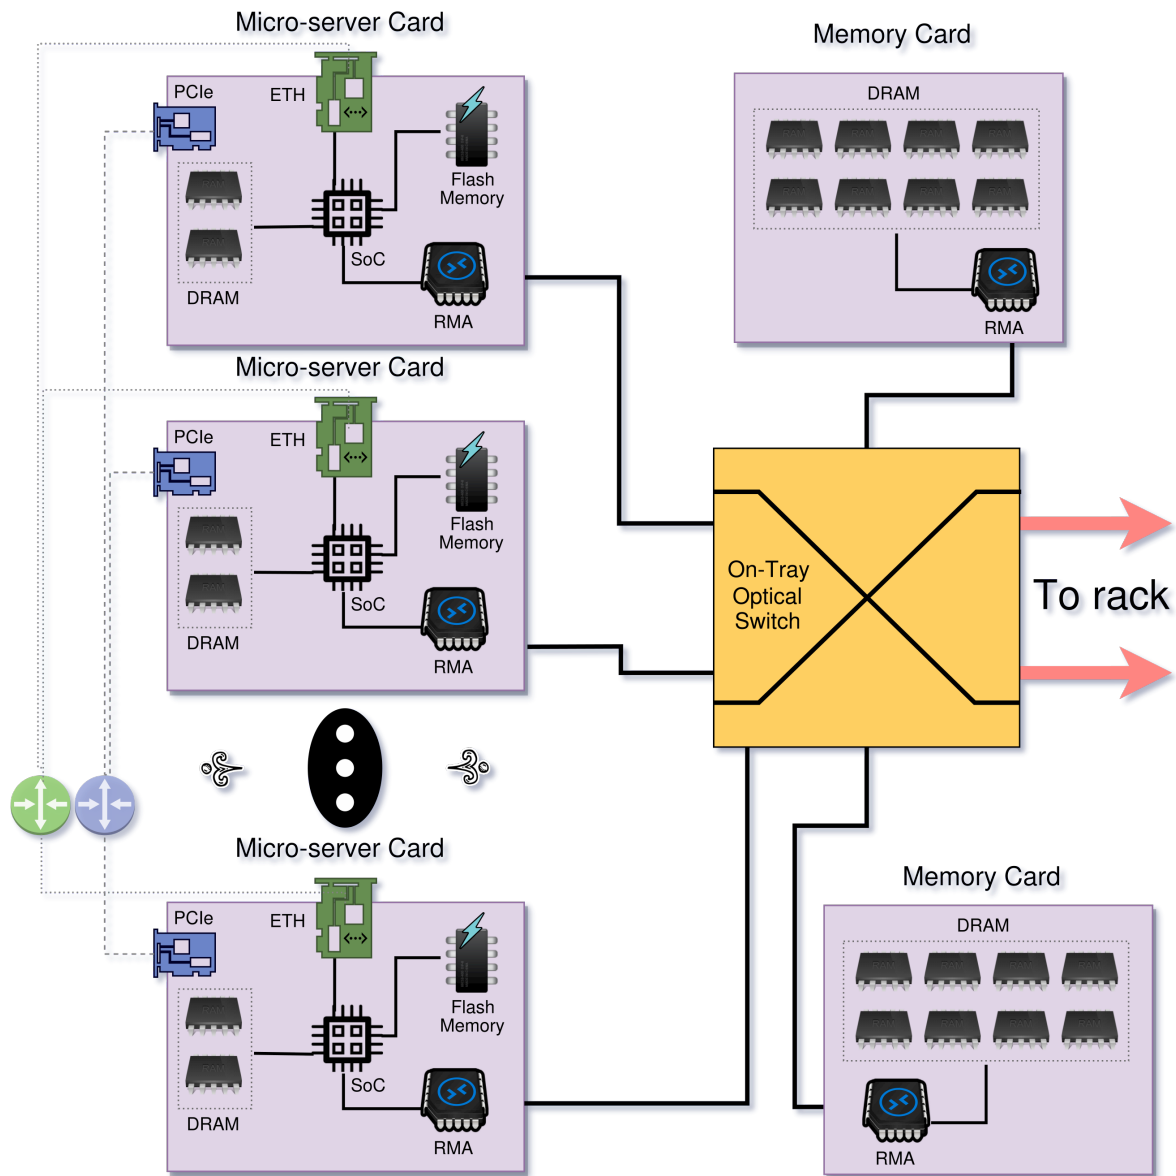 Micro-server Card
PCIe
ETH
Flash
Memory
SoC
DRAM
RMA
Micro-server Card
PCIe
ETH
Flash
Memory
SoC
DRAM
RMA
Micro-server Card
PCIe
ETH
Flash
Memory
SoC
DRAM
RMA
Memory Card
DRAM
RMA
On-Tray
Optical
Switch
To rack
Memory Card
DRAM
RMA